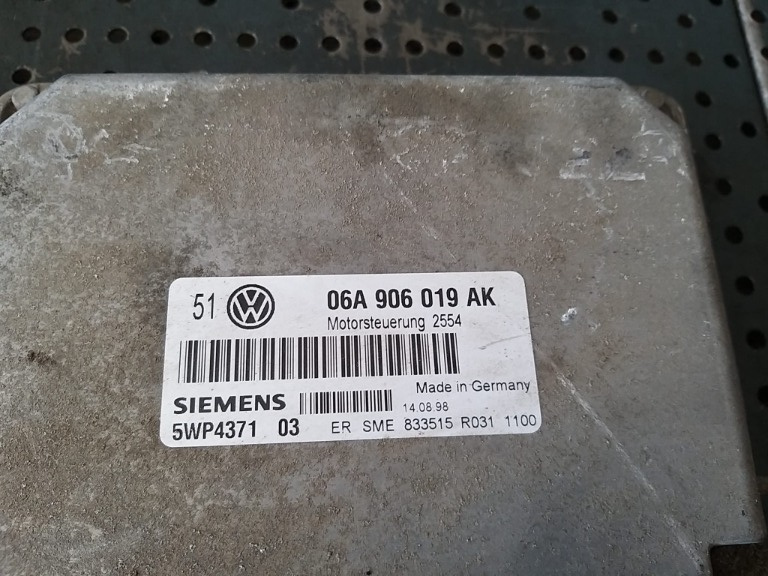 51 VW 06A 906 019 AK
Motorsteuerung 2554
Made in Germany
SIEMENS 14.08.98
5WP4371 03 ER SME 833515 R031 1100